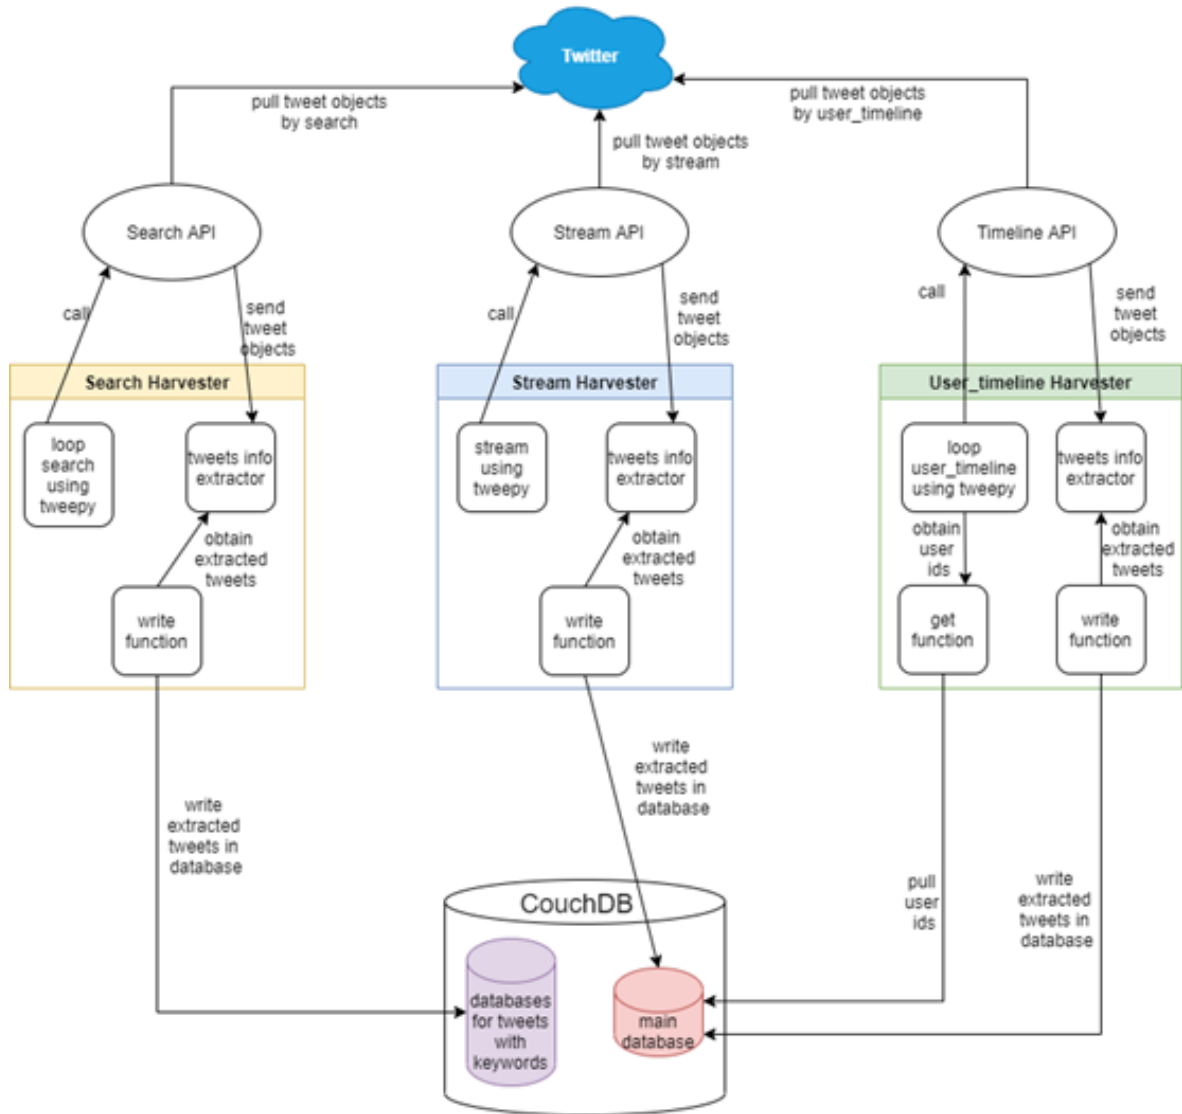 Twitter
pull tweet objects
by search
pull tweet objects
by stream
pull tweet objects
by user_timeline
Search API
Stream API
Timeline API
call
send
tweet
objects
call
send
tweet
objects
call
send
tweet
objects
Search Harvester
loop
search
using
tweepy
tweets info
extractor
obtain
extracted
tweets
write
function
Stream Harvester
stream
using
tweepy
tweets info
extractor
obtain
extracted
tweets
write
function
User_timeline Harvester
loop
user_timeline
using tweepy
tweets info
extractor
obtain
user
ids
obtain
extracted
tweets
get
function
write
function
write
extracted
tweets in
database
write
extracted
tweets in
database
pull
user
ids
write
extracted
tweets in
database
CouchDB
databases
for tweets
with
keywords
main
database